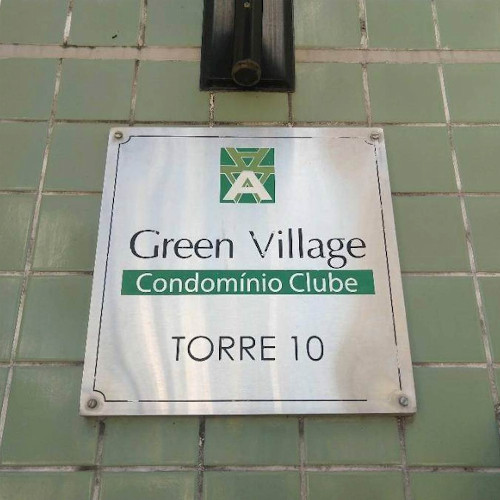 A
Green Village
Condomínio Clube
TORRE 10